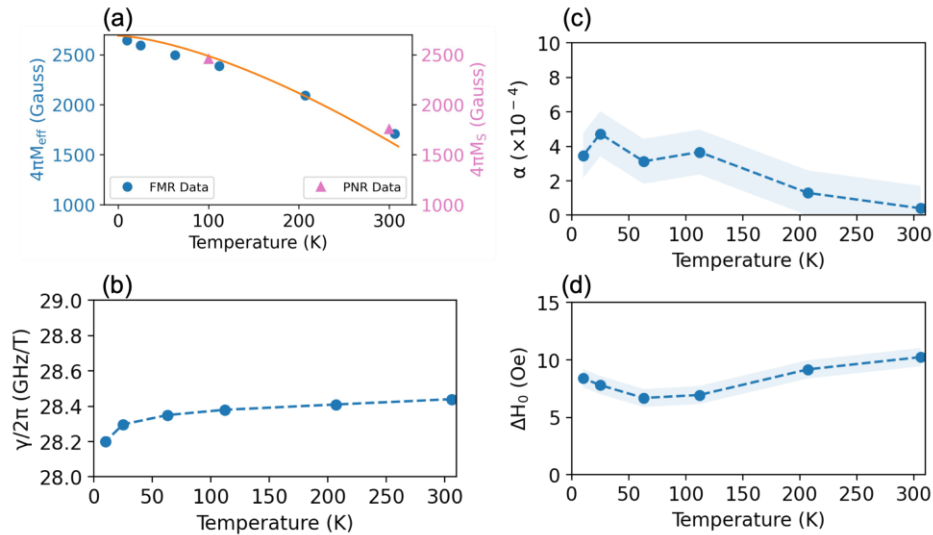 (a)
2500
2000
1500
1000
4πM_eff (Gauss)
FMR Data
PNR Data
2500
2000
1500
1000
4πM_S (Gauss)
0 100 200 300
Temperature (K)
(c)
10
8
6
4
2
0
α (×10⁻⁴)
0 50 100 150 200 250 300
Temperature (K)
(b)
29.0
28.8
28.6
28.4
28.2
28.0
γ/2π (GHz/T)
0 50 100 150 200 250 300
Temperature (K)
(d)
15
10
5
0
ΔH₀ (Oe)
0 50 100 150 200 250 300
Temperature (K)